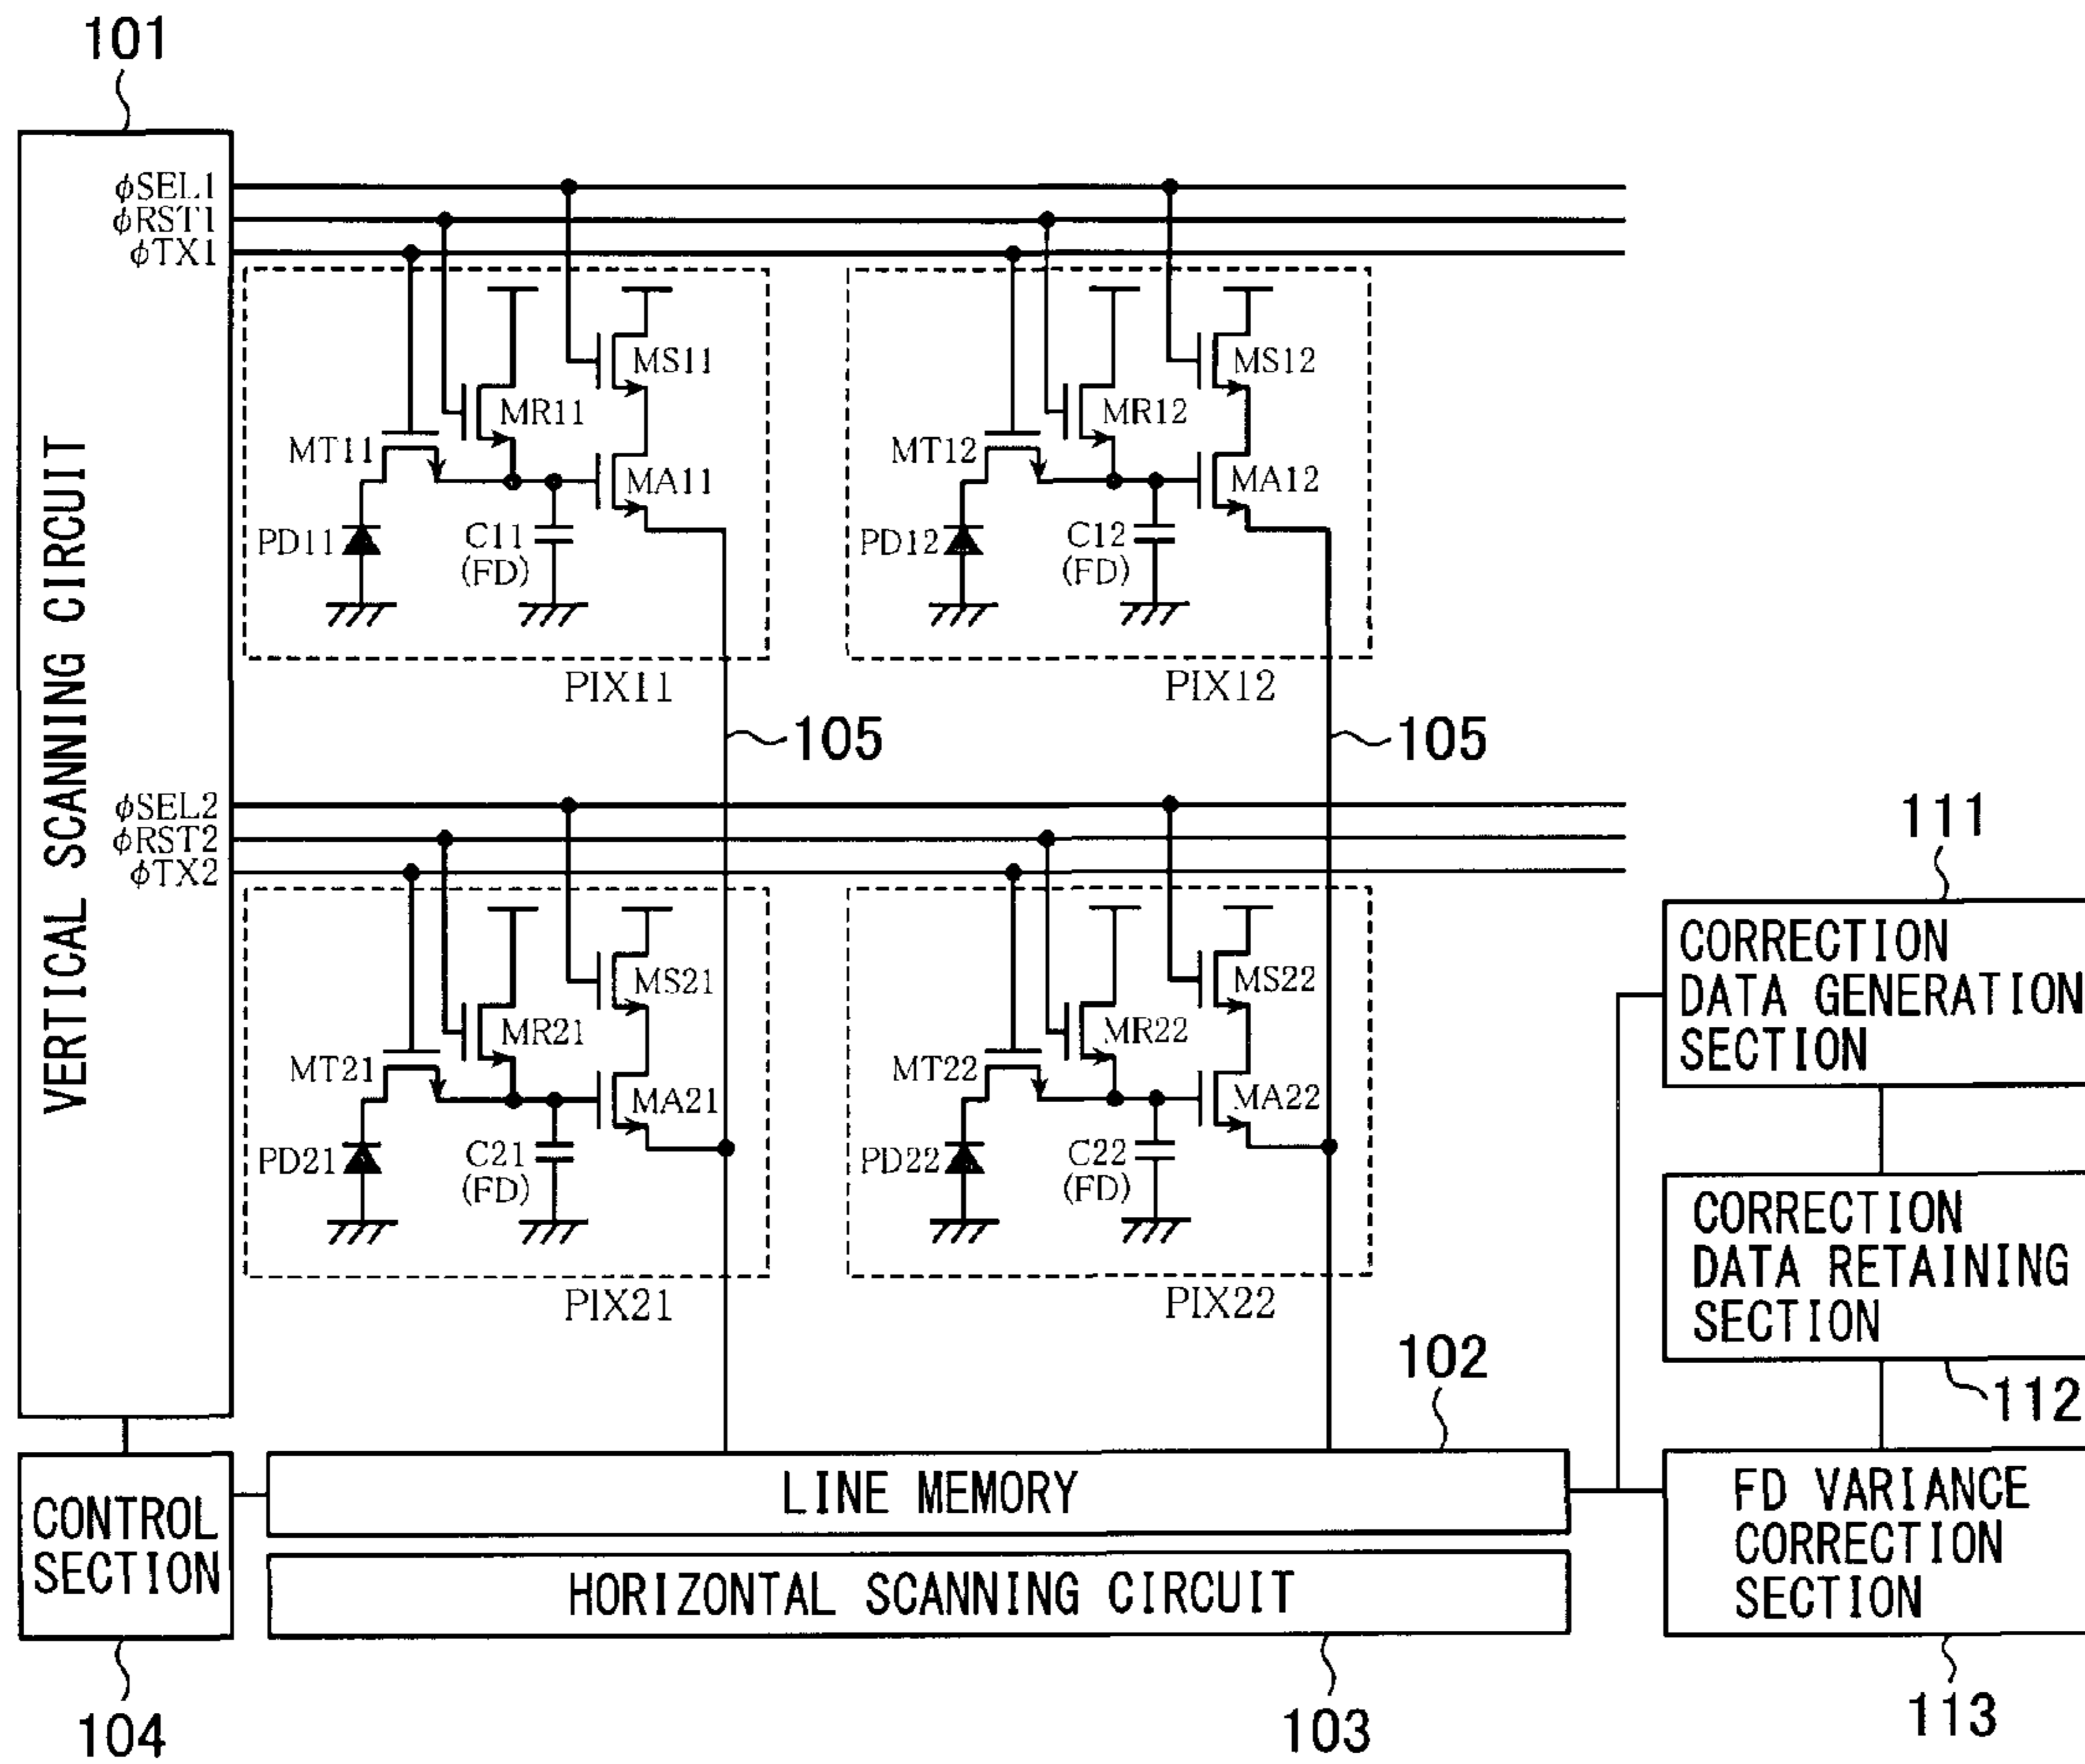 101
VERTICAL SCANNING CIRCUIT
φSEL1
φRST1
φTX1
MS11
MR11
MT11
MA11
PD11
C11
(FD)
PIX11
MS12
MR12
MT12
MA12
PD12
C12
(FD)
PIX12
105
105
φSEL2
φRST2
φTX2
MS21
MR21
MT21
MA21
PD21
C21
(FD)
PIX21
MS22
MR22
MT22
MA22
PD22
C22
(FD)
PIX22
111
CORRECTION
DATA GENERATION
SECTION
CORRECTION
DATA RETAINING
SECTION
112
102
LINE MEMORY
FD VARIANCE
CORRECTION
SECTION
113
CONTROL
SECTION
104
HORIZONTAL SCANNING CIRCUIT
103